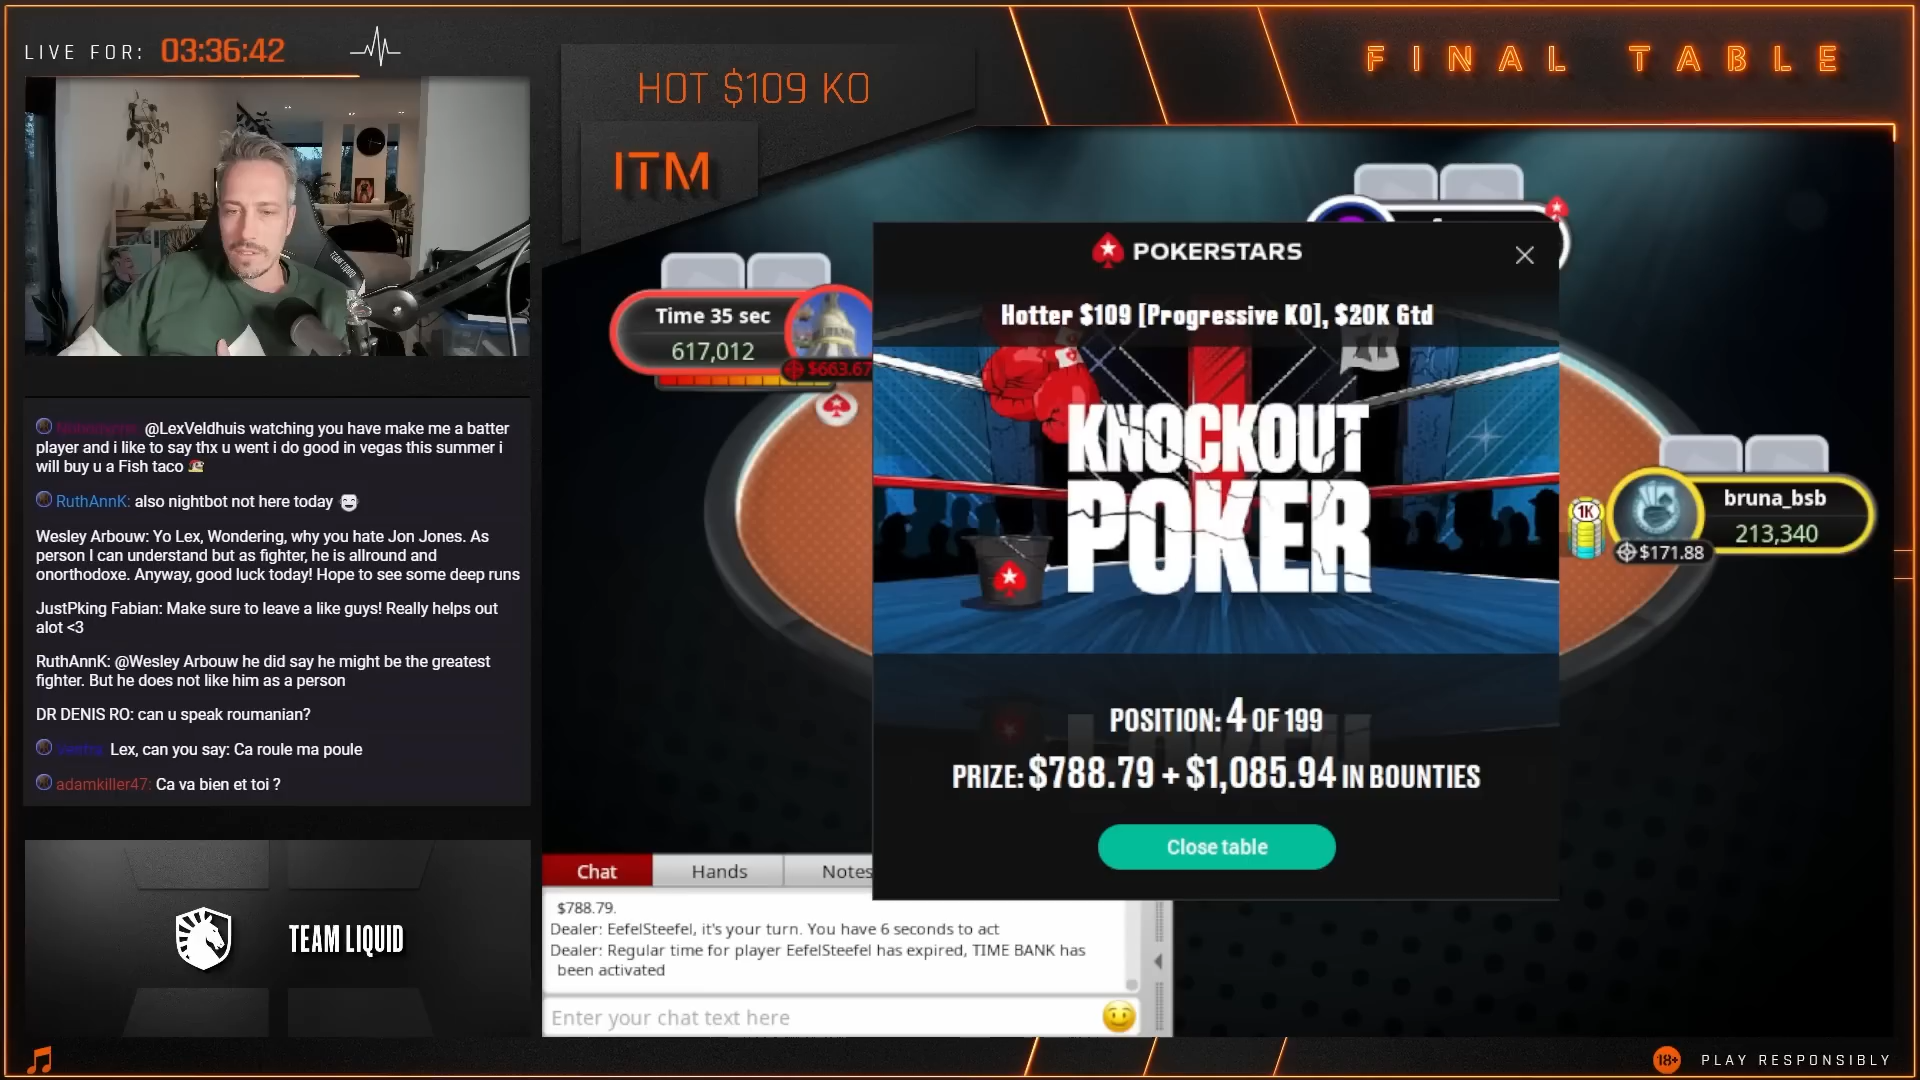 LIVE FOR: 03:36:42
HOT $109 KO
ITM
FINAL TABLE
TEAM LIQUID
@LexVeldhuis watching you have make me a batter
player and i like to say thx u went i do good in vegas this summer i
will buy u a Fish taco
RuthAnnK: also nightbot not here today
Wesley Arbouw: Yo Lex, Wondering, why you hate Jon Jones. As
person I can understand but as fighter, he is allround and
onorthodoxe. Anyway, good luck today! Hope to see some deep runs
JustPking Fabian: Make sure to leave a like guys! Really helps out
alot <3
RuthAnnK: @Wesley Arbouw he did say he might be the greatest
fighter. But he does not like him as a person
DR DENIS RO: can u speak roumanian?
Lex, can you say: Ca roule ma poule
adamkiller47: Ca va bien et toi ?
TEAM LIQUID
Time 35 sec
617,012
$663.67
POKERSTARS
Hotter $109 [Progressive KO], $20K Gtd
KNOCKOUT
POKER
POSITION: 4 OF 199
PRIZE: $788.79 + $1,085.94 IN BOUNTIES
Close table
1K
bruna_bsb
213,340
$171.88
Chat
Hands
Notes
$788.79.
Dealer: EefelSteefel, it's your turn. You have 6 seconds to act
Dealer: Regular time for player EefelSteefel has expired, TIME BANK has
been activated
Enter your chat text here
18+ PLAY RESPONSIBLY